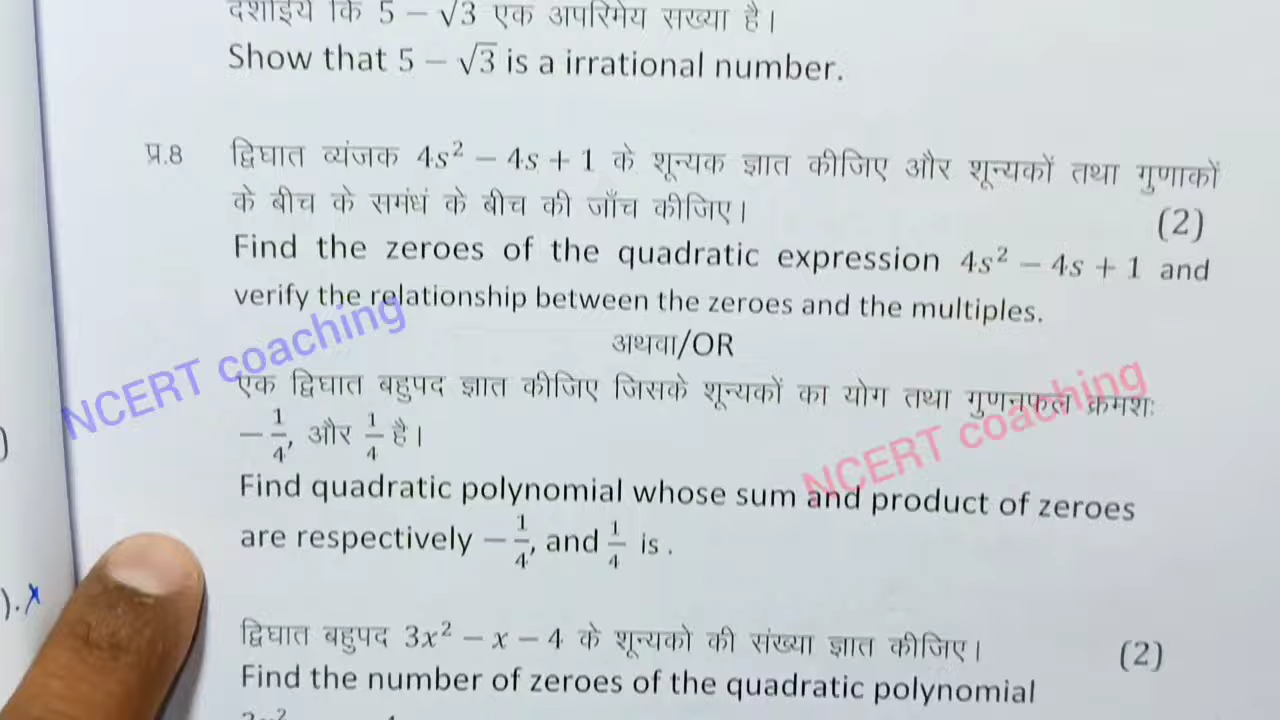 दर्शाइये कि 5 – √3 एक अपरिमेय संख्या है।
Show that 5 − √3 is a irrational number.
प्र.8 द्विघात व्यंजक 4s² − 4s + 1 के शून्यक ज्ञात कीजिए और शून्यकों तथा गुणाकों
के बीच के समंधं के बीच की जाँच कीजिए। (2)
Find the zeroes of the quadratic expression 4s² − 4s + 1 and
verify the relationship between the zeroes and the multiples.
अथवा/OR
एक द्विघात बहुपद ज्ञात कीजिए जिसके शून्यकों का योग तथा गुणनफल क्रमशः
−1/4, और 1/4 है।
Find quadratic polynomial whose sum and product of zeroes
are respectively −1/4, and 1/4 is .
द्विघात बहुपद 3x² − x − 4 के शून्यको की संख्या ज्ञात कीजिए। (2)
Find the number of zeroes of the quadratic polynomial
NCERT coaching
NCERT coaching